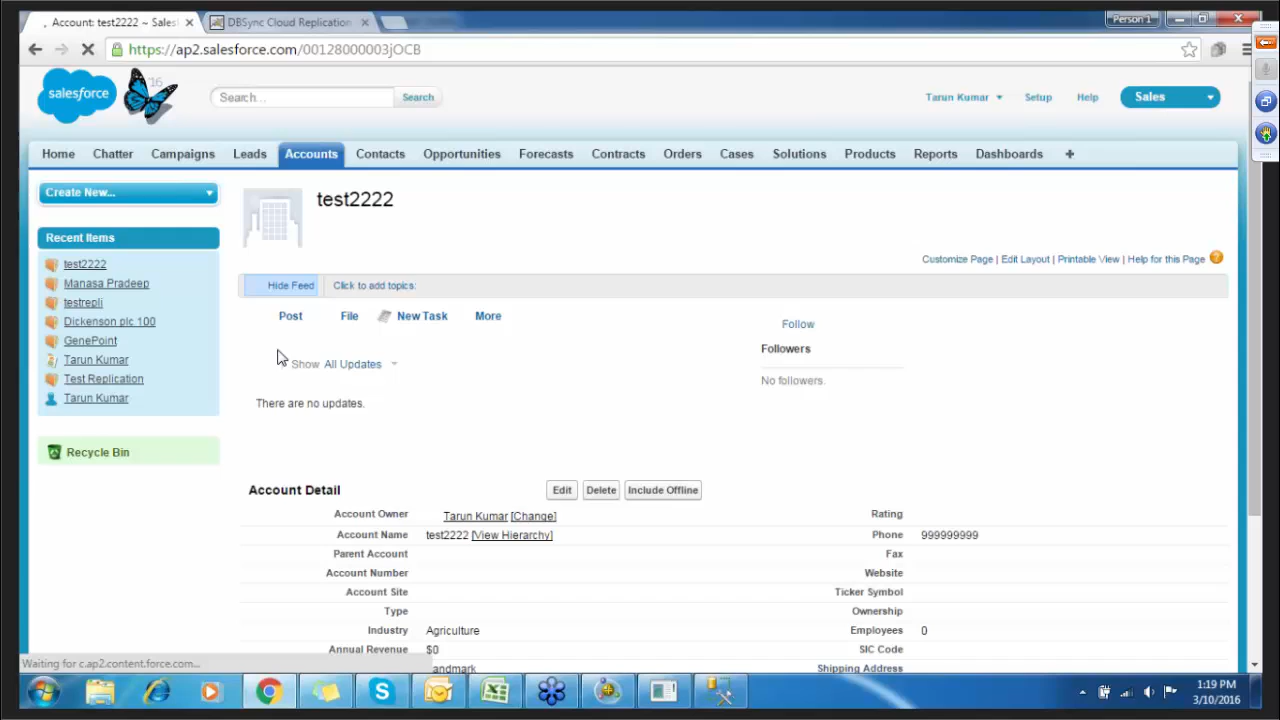 Account: test2222 ~ Sales
DBSync Cloud Replication
Person 1
https://ap2.salesforce.com/00128000003jOCB
salesforce
'16
Search...
Search
Tarun Kumar
Setup
Help
Sales
Home
Chatter
Campaigns
Leads
Accounts
Contacts
Opportunities
Forecasts
Contracts
Orders
Cases
Solutions
Products
Reports
Dashboards
+
Create New...
Recent Items
test2222
Manasa Pradeep
testrepli
Dickenson plc 100
GenePoint
Tarun Kumar
Test Replication
Tarun Kumar
Recycle Bin
test2222
Customize Page | Edit Layout | Printable View | Help for this Page
Hide Feed
Click to add topics:
Post
File
New Task
More
Follow
Followers
No followers.
Show All Updates
There are no updates.
Account Detail
Edit
Delete
Include Offline
Account Owner Tarun Kumar [Change]
Rating
Account Name test2222 [View Hierarchy]
Phone 999999999
Parent Account
Fax
Account Number
Website
Account Site
Ticker Symbol
Type
Ownership
Industry Agriculture
Employees 0
Annual Revenue $0
SIC Code
Shipping Address
Waiting for c.ap2.content.force.com...
1:19 PM
3/10/2016